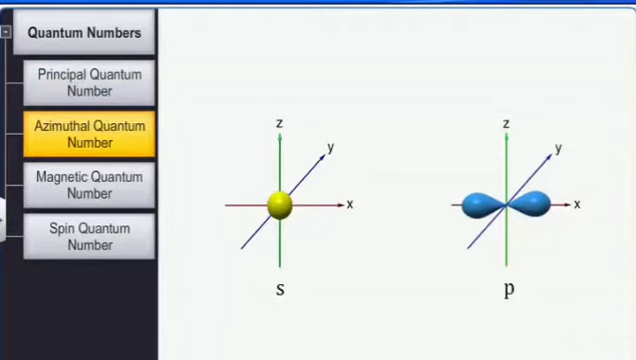 Quantum Numbers
Principal Quantum
Number
Azimuthal Quantum
Number
Magnetic Quantum
Number
Spin Quantum
Number
z
y
x
s
z
y
x
p